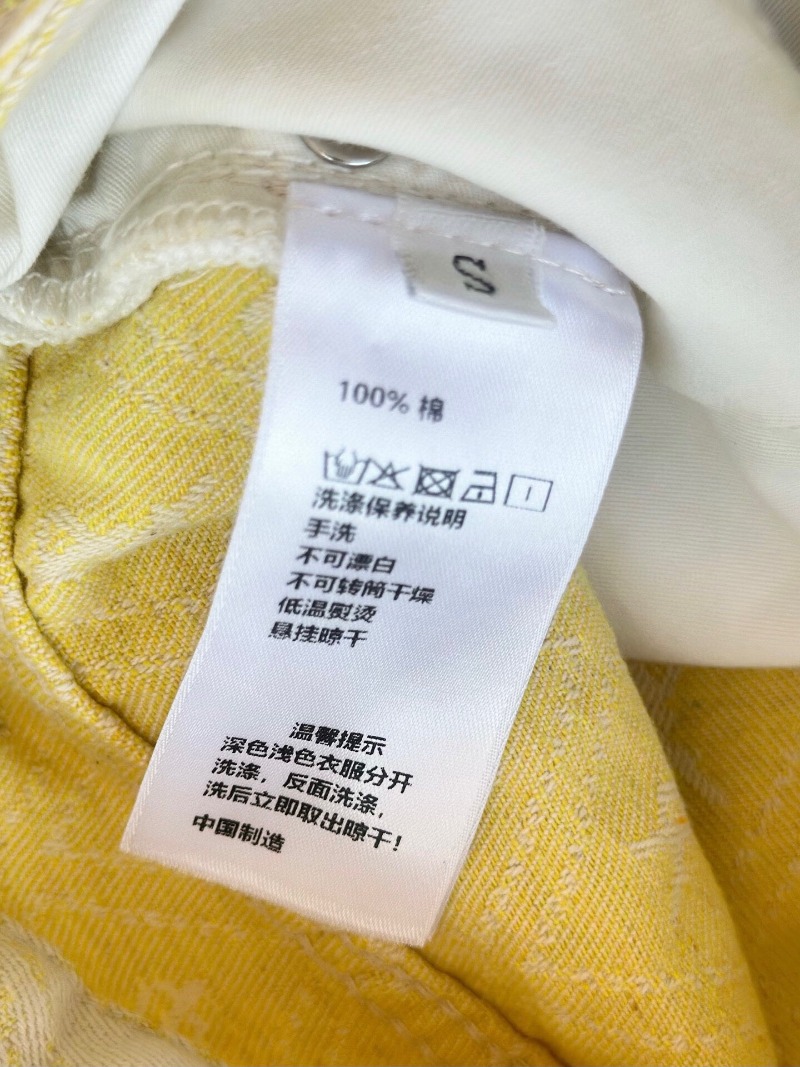 S
100% 棉
洗涤保养说明
手洗
不可漂白
不可转筒干燥
低温熨烫
悬挂晾干
温馨提示
深色浅色衣服分开
洗涤，反面洗涤，
洗后立即取出晾干！
中国制造